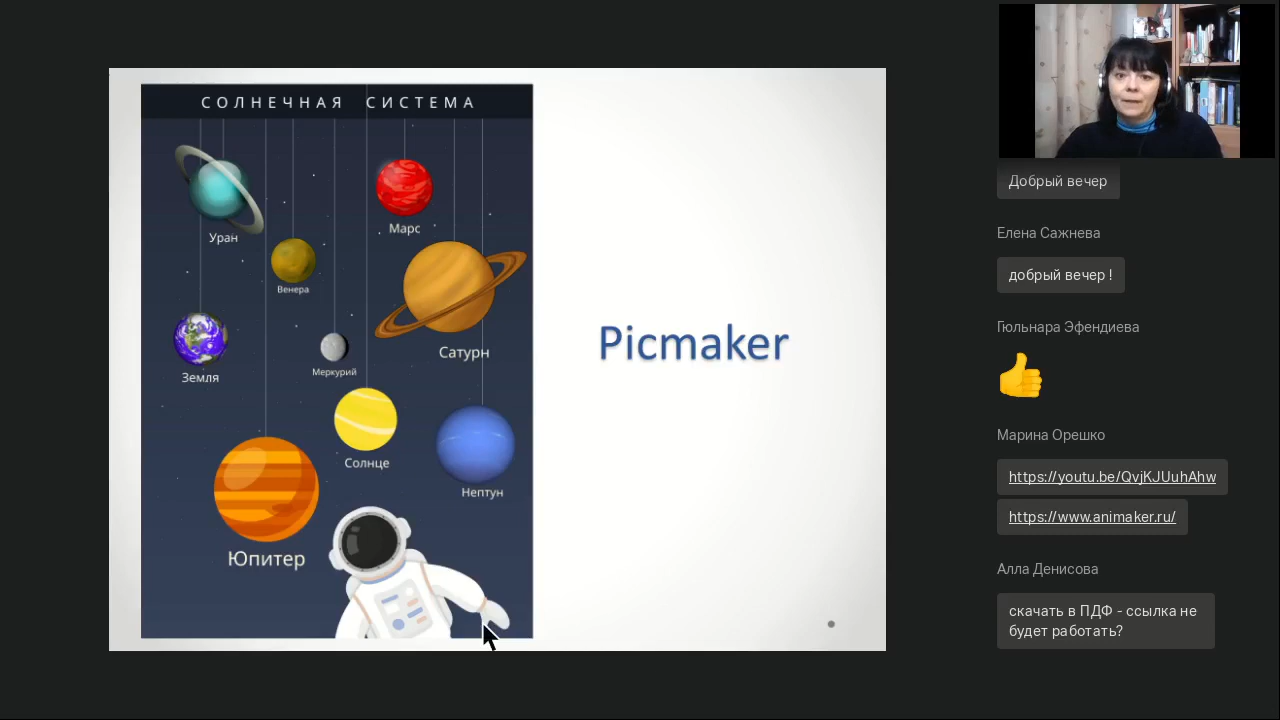 СОЛНЕЧНАЯ СИСТЕМА
Уран
Марс
Венера
Сатурн
Земля
Меркурий
Солнце
Нептун
Юпитер
Picmaker
Добрый вечер
Елена Сажнева
добрый вечер !
Гюльнара Эфендиева
Марина Орешко
https://youtu.be/QvjKJUuhAhw
https://www.animaker.ru/
Алла Денисова
скачать в ПДФ - ссылка не
будет работать?